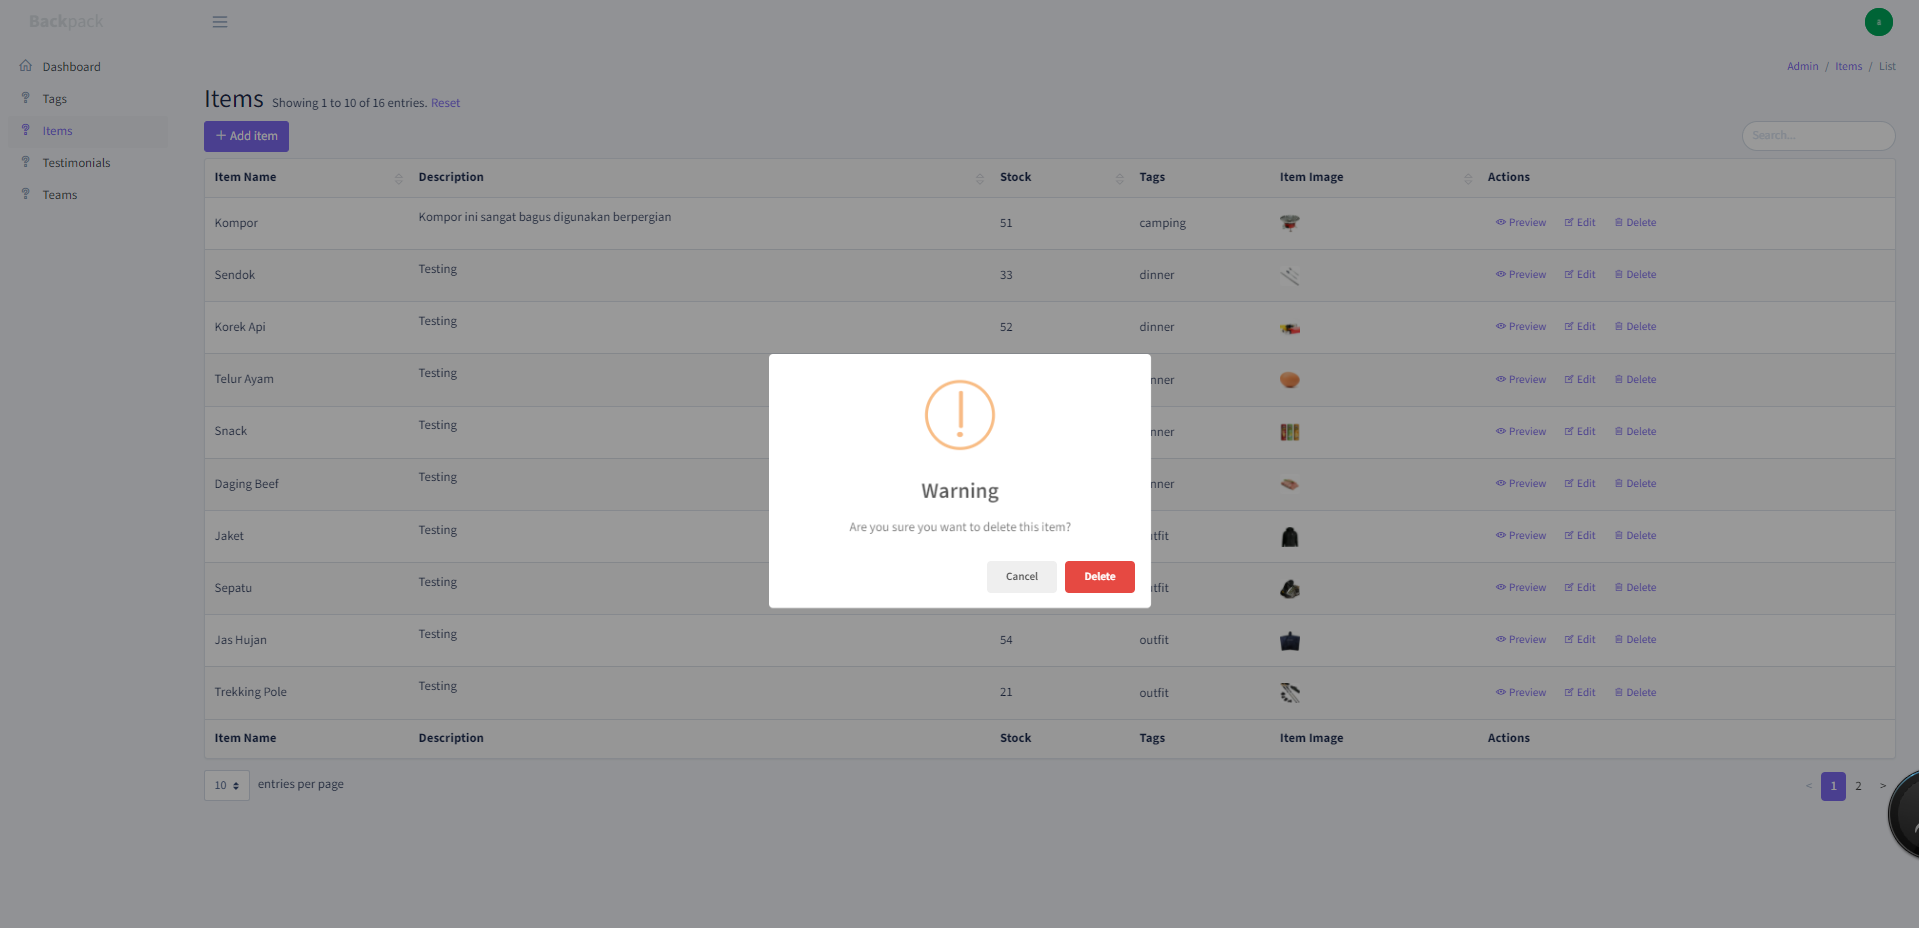 Backpack
a
Dashboard
Tags
Items
Testimonials
Teams
Admin / Items / List
Items Showing 1 to 10 of 16 entries. Reset
+ Add item
Search...
Item Name Description Stock Tags Item Image Actions
Kompor Kompor ini sangat bagus digunakan berpergian 51 camping Preview Edit Delete
Sendok Testing 33 dinner Preview Edit Delete
Korek Api Testing 52 dinner Preview Edit Delete
Telur Ayam Testing nner Preview Edit Delete
Snack Testing nner Preview Edit Delete
Daging Beef Testing nner Preview Edit Delete
Jaket Testing utfit Preview Edit Delete
Sepatu Testing utfit Preview Edit Delete
Jas Hujan Testing 54 outfit Preview Edit Delete
Trekking Pole Testing 21 outfit Preview Edit Delete
Item Name Description Stock Tags Item Image Actions
10 entries per page
< 1 2 >
Warning
Are you sure you want to delete this item?
Cancel Delete